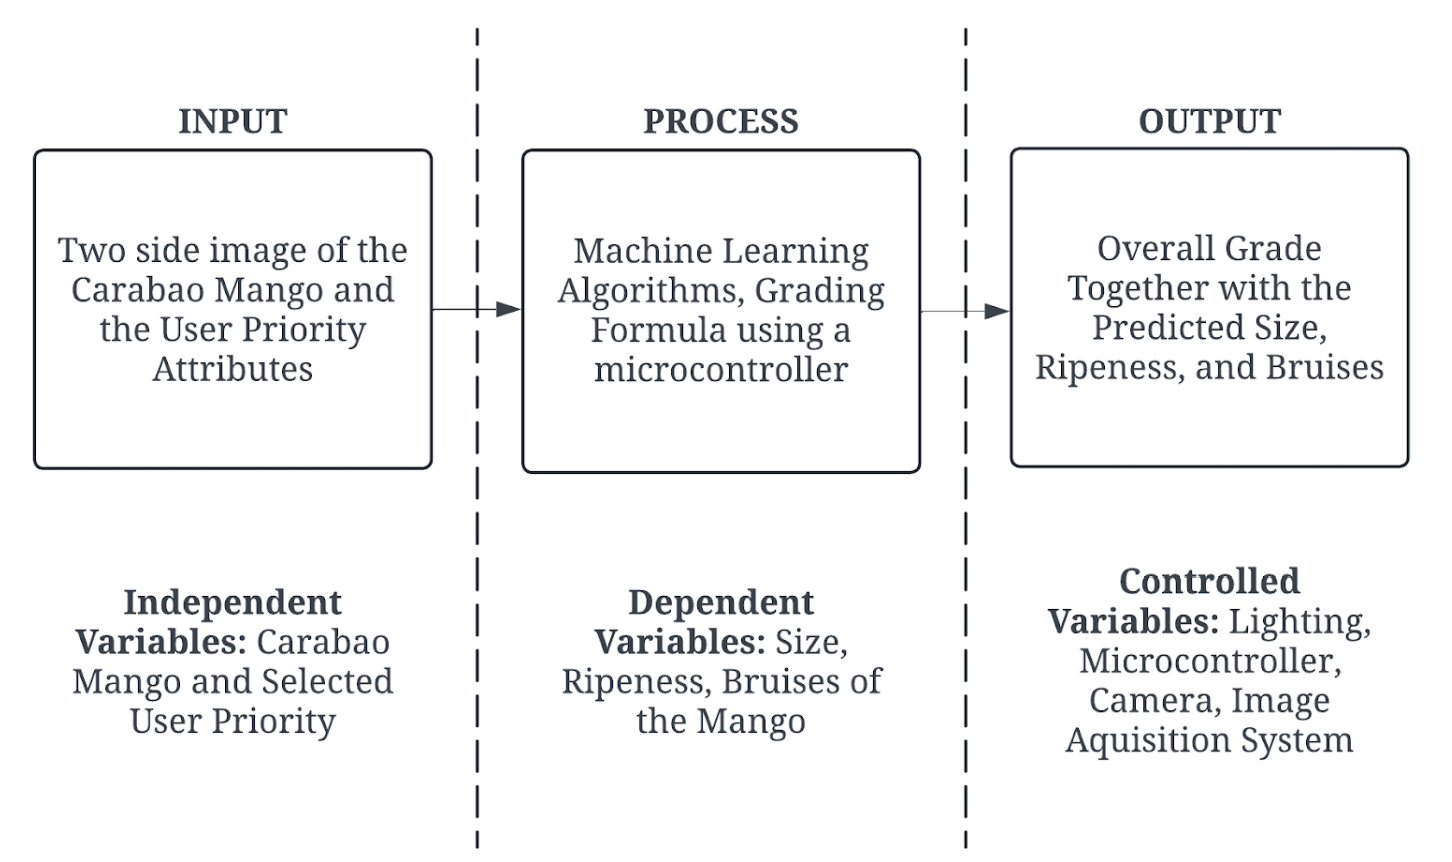 INPUT
Two side image of the
Carabao Mango and
the User Priority
Attributes
Independent
Variables: Carabao
Mango and Selected
User Priority
PROCESS
Machine Learning
Algorithms, Grading
Formula using a
microcontroller
Dependent
Variables: Size,
Ripeness, Bruises of
the Mango
OUTPUT
Overall Grade
Together with the
Predicted Size,
Ripeness, and Bruises
Controlled
Variables: Lighting,
Microcontroller,
Camera, Image
Aquisition System